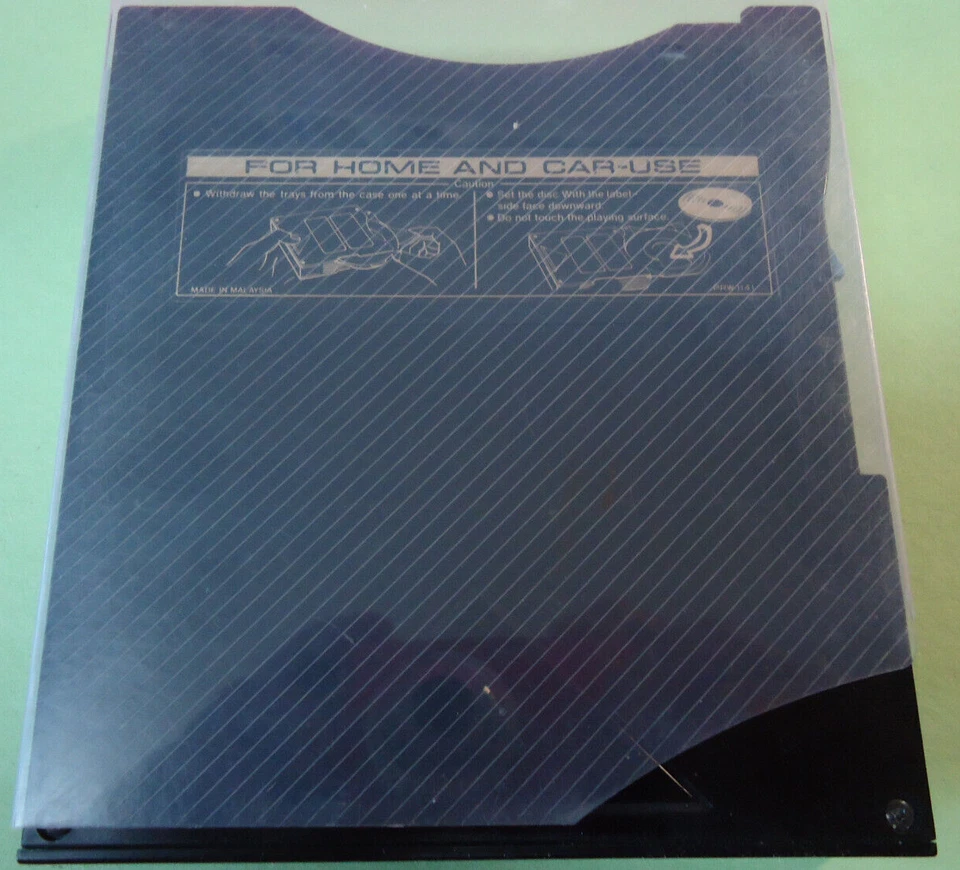 FOR HOME AND CAR-USE
Caution
● Withdraw the trays from the case one at a time.
● Set the disc With the label-
side face downward.
● Do not touch the playing surface.
MADE IN MALAYSIA